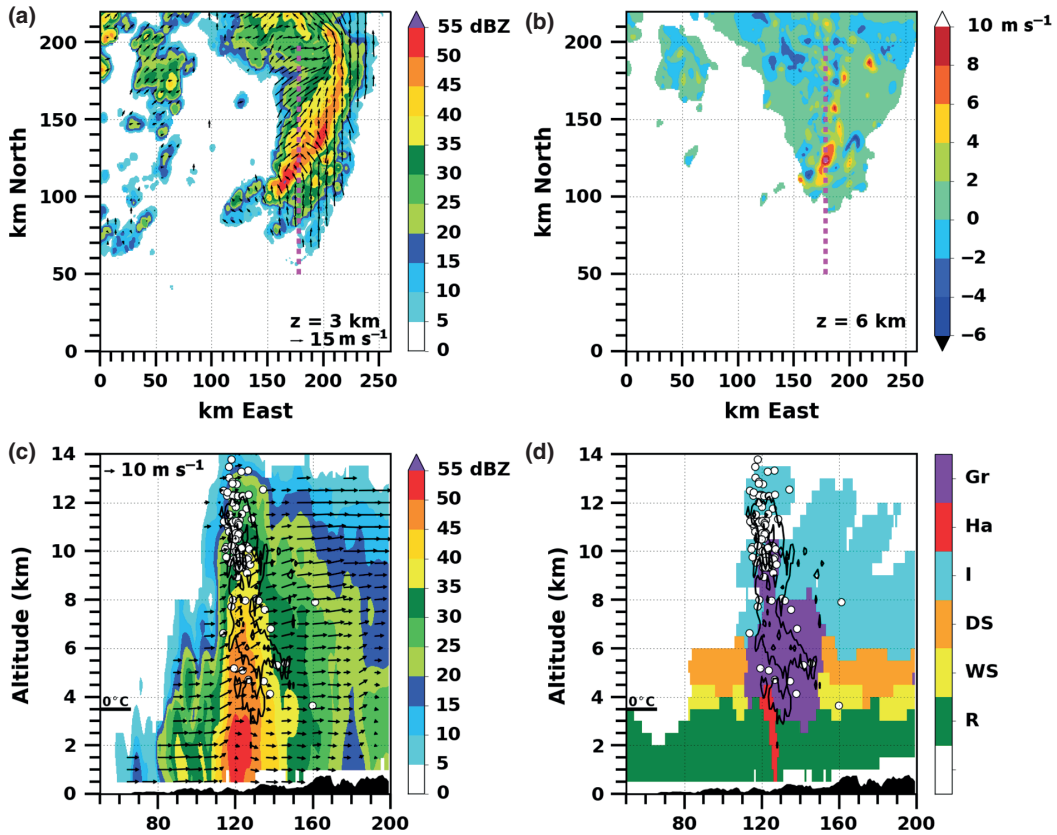 (a)
220
200
150
100
50
0
km North
0 50 100 150 200 250
km East
z = 3 km
→ 15 m s⁻¹
55 dBZ
50
45
40
35
30
25
20
15
10
5
0
(b)
200
150
100
50
0
km North
0 50 100 150 200 250
km East
z = 6 km
10 m s⁻¹
8
6
4
2
0
−2
−4
−6
(c)
→ 10 m s⁻¹
14
12
10
8
6
4
2
0
Altitude (km)
0°C
80 120 160 200
55 dBZ
50
45
40
35
30
25
20
15
10
5
0
(d)
14
12
10
8
6
4
2
0
Altitude (km)
0°C
80 120 160 200
Gr
Ha
I
DS
WS
R